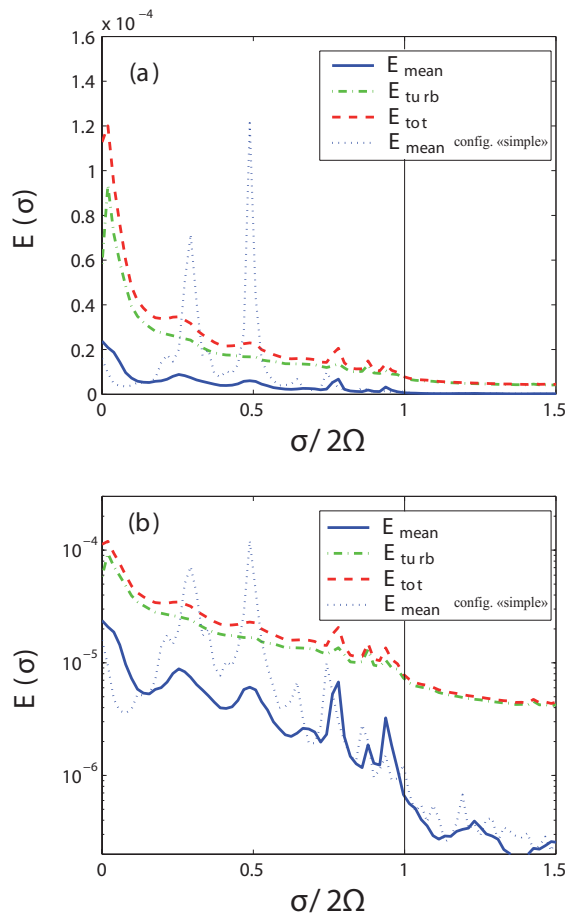 x 10⁻⁴
1.6
1.4
1.2
1
0.8
0.6
0.4
0.2
0
E (σ)
(a)
E mean
E tu rb
E tot
E mean config. «simple»
0 0.5 1 1.5
σ/ 2Ω
(b)
E mean
E tu rb
E tot
E mean config. «simple»
10⁻⁴
10⁻⁵
10⁻⁶
E (σ)
0 0.5 1 1.5
σ/ 2Ω